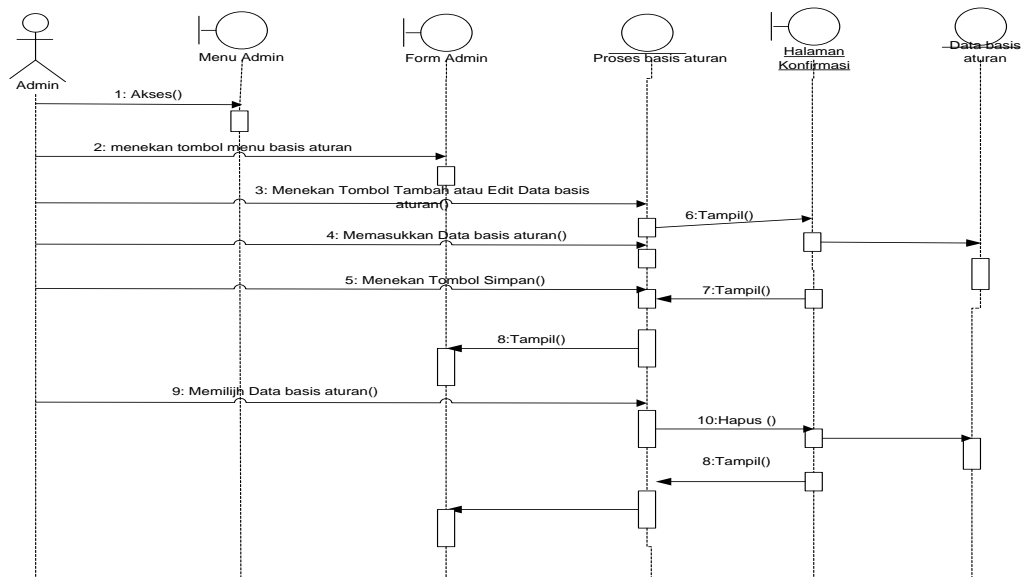 Admin
Menu Admin
Form Admin
Proses basis aturan
Halaman
Konfirmasi
Data basis
aturan
1: Akses()
2: menekan tombol menu basis aturan
3: Menekan Tombol Tambah atau Edit Data basis
aturan()
6:Tampil()
4: Memasukkan Data basis aturan()
5: Menekan Tombol Simpan()
7:Tampil()
8:Tampil()
9: Memilijh Data basis aturan()
10:Hapus ()
8:Tampil()